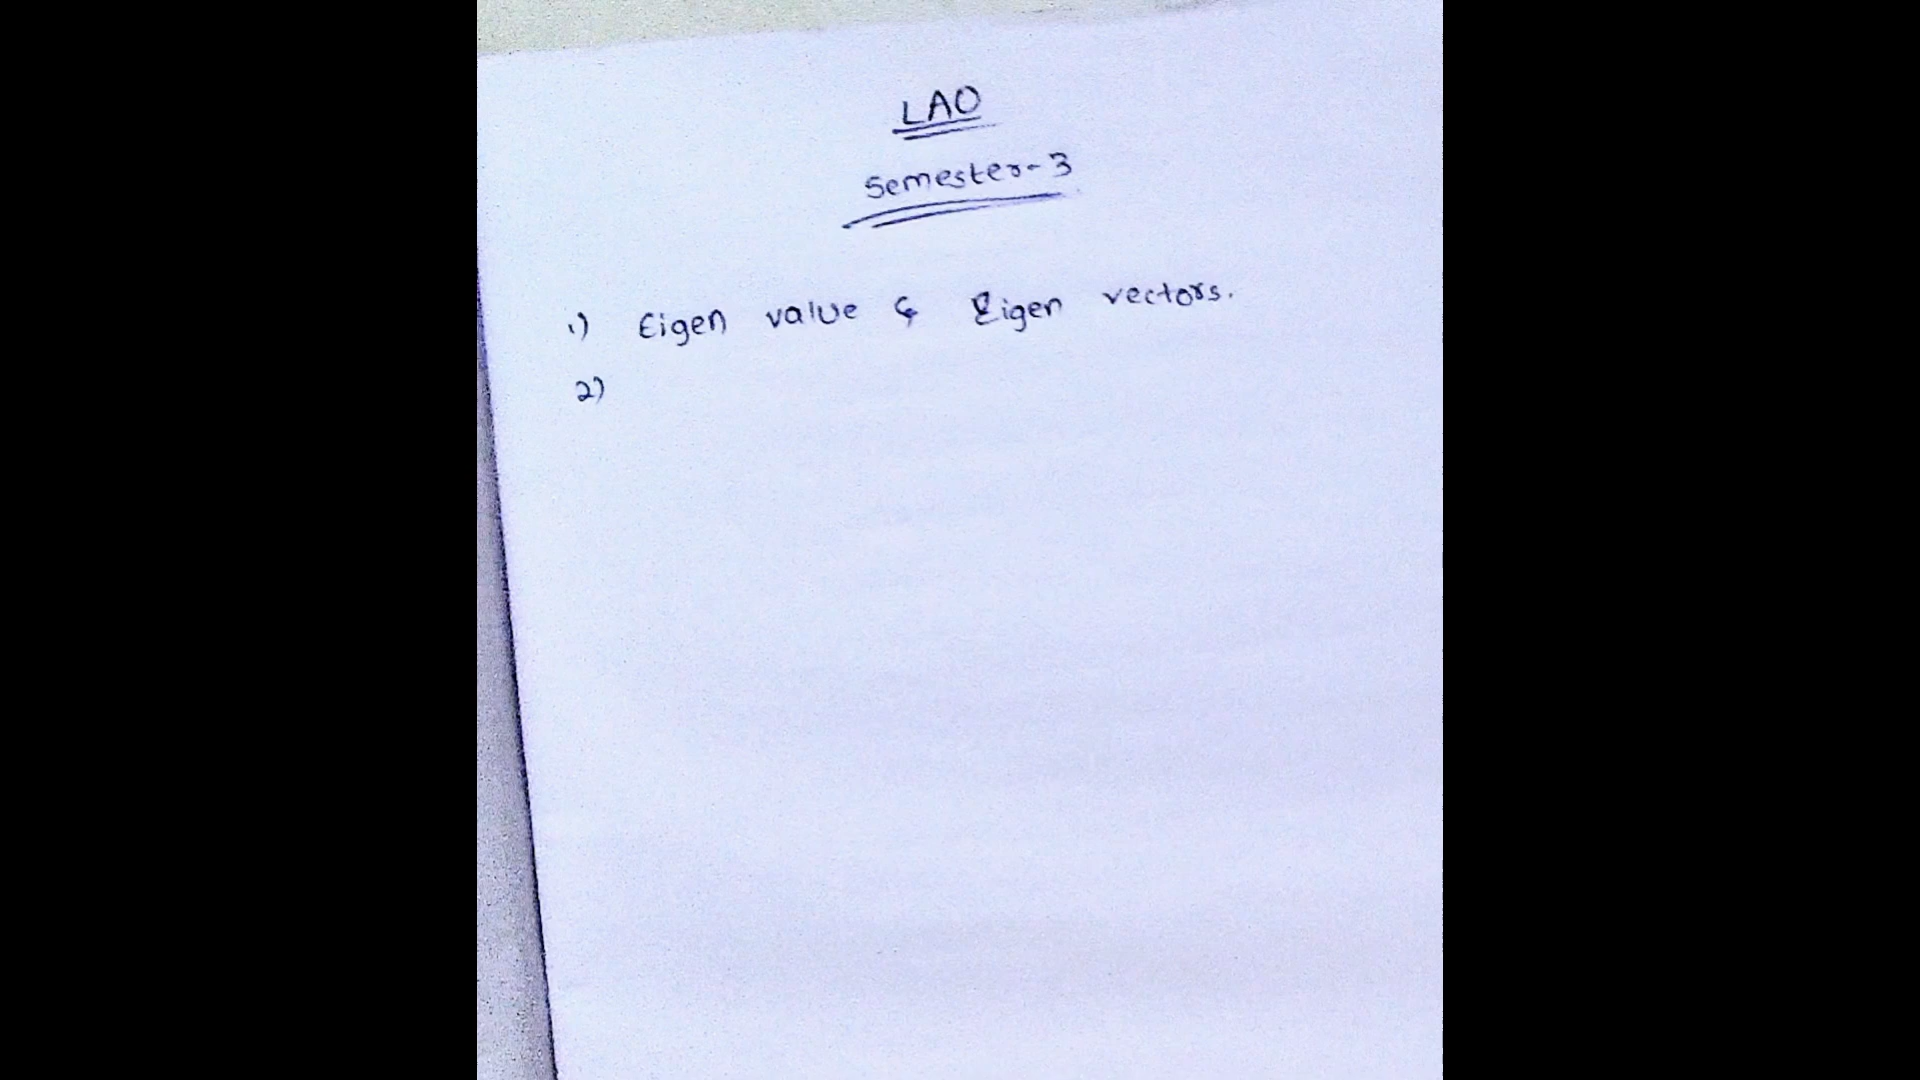 LAO
Semester-3
1) Eigen value & Eigen vectors.
2)